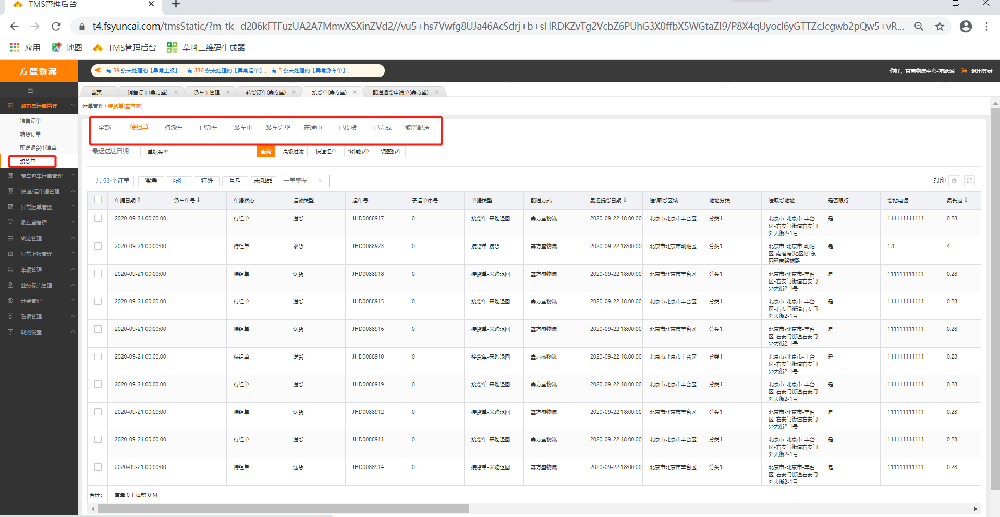 TMS管理后台
t4.fsyuncai.com/tmsStatic/?m_tk=d206kFTFuzUA2A7MmvXSXinZVd2//vu5+hs7Vwfg8UJa46AcSdrj+b+sHRDKZvTg2VcbZ6PUhG3X0ffbX5WGtaZI9/P8X4qUyocI6yGTTZcJcgwb2pQw5+vR...
应用 地图 TMS管理后台 草料二维码生成器
方盛物流 有 59 条未处理的【异常上报】； 有 336 条未处理的【异常运单】； 有 5 条未处理的【异常派车单】； 你好，京南物流中心-范跃通 退出登录
首页 销售订单(鑫方盛) 派车单管理 转货订单(鑫方盛) 接货单(鑫方盛) 配送退货申请单(鑫方盛)
运单管理 / 接货单(鑫方盛)
鑫方盛运单管理
销售订单
转货订单
配送退货申请单
接货单
专车包车运单管理
快递/运单据管理
异常运单管理
派车单管理
轨迹管理
异常上报管理
车辆管理
业务标点管理
计费管理
看板管理
规则设置
全部 待组单 待派车 已派车 装车中 装车完毕 在途中 已提货 已完成 取消配送
最迟送达日期 单据类型 查询 高级过滤 快速组单 撤销拆单 调整拆单
共 53 个订单 紧急 限行 特殊 互斥 未知品 一单整车 打印
单据日期 派车单号 单据状态 运输类型 运单号 子运单序号 单据类型 配送方式 最迟提货日期 送\取货区域 地址分类 送取货地址 是否限行 货站电话 最长边
2020-09-21 00:00:00 待组单 送货 JHD0088917 0 接货单-采购退回 鑫方盛物流 2020-09-22 18:00:00 北京市北京市丰台区 分类1 北京市-北京市-丰台区-右安门街道右安门外大街2-1号 是 111111111111 0.28
2020-09-21 00:00:00 待组单 取货 JHD0088923 0 接货单-接货 鑫方盛物流 2020-09-22 18:00:00 北京市北京市朝阳区 分类1 北京市-北京市-朝阳区-南磨房(地区)乡东四环南路辅路 是 1,1 4
2020-09-21 00:00:00 待组单 送货 JHD0088918 0 接货单-采购退回 鑫方盛物流 2020-09-22 18:00:00 北京市北京市丰台区 分类1 北京市-北京市-丰台区-右安门街道右安门外大街2-1号 是 111111111111 0.28
2020-09-21 00:00:00 待组单 送货 JHD0088915 0 接货单-采购退回 鑫方盛物流 2020-09-22 18:00:00 北京市北京市丰台区 分类1 北京市-北京市-丰台区-右安门街道右安门外大街2-1号 是 111111111111 0.28
2020-09-21 00:00:00 待组单 送货 JHD0088916 0 接货单-采购退回 鑫方盛物流 2020-09-22 18:00:00 北京市北京市丰台区 分类1 北京市-北京市-丰台区-右安门街道右安门外大街2-1号 是 111111111111 0.28
2020-09-21 00:00:00 待组单 送货 JHD0088910 0 接货单-采购退回 鑫方盛物流 2020-09-22 18:00:00 北京市北京市丰台区 分类1 北京市-北京市-丰台区-右安门街道右安门外大街2-1号 是 111111111111 0.28
2020-09-21 00:00:00 待组单 送货 JHD0088919 0 接货单-采购退回 鑫方盛物流 2020-09-22 18:00:00 北京市北京市丰台区 分类1 北京市-北京市-丰台区-右安门街道右安门外大街2-1号 是 111111111111 0.28
2020-09-21 00:00:00 待组单 送货 JHD0088912 0 接货单-采购退回 鑫方盛物流 2020-09-22 18:00:00 北京市北京市丰台区 分类1 北京市-北京市-丰台区-右安门街道右安门外大街2-1号 是 111111111111 0.28
2020-09-21 00:00:00 待组单 送货 JHD0088911 0 接货单-采购退回 鑫方盛物流 2020-09-22 18:00:00 北京市北京市丰台区 分类1 北京市-北京市-丰台区-右安门街道右安门外大街2-1号 是 111111111111 0.28
2020-09-21 00:00:00 待组单 送货 JHD0088914 0 接货单-采购退回 鑫方盛物流 2020-09-22 18:00:00 北京市北京市丰台区 分类1 北京市-北京市-丰台区-右安门街道右安门外大街2-1号 是 111111111111 0.28
合计： 重量 0 T 体积 0 M